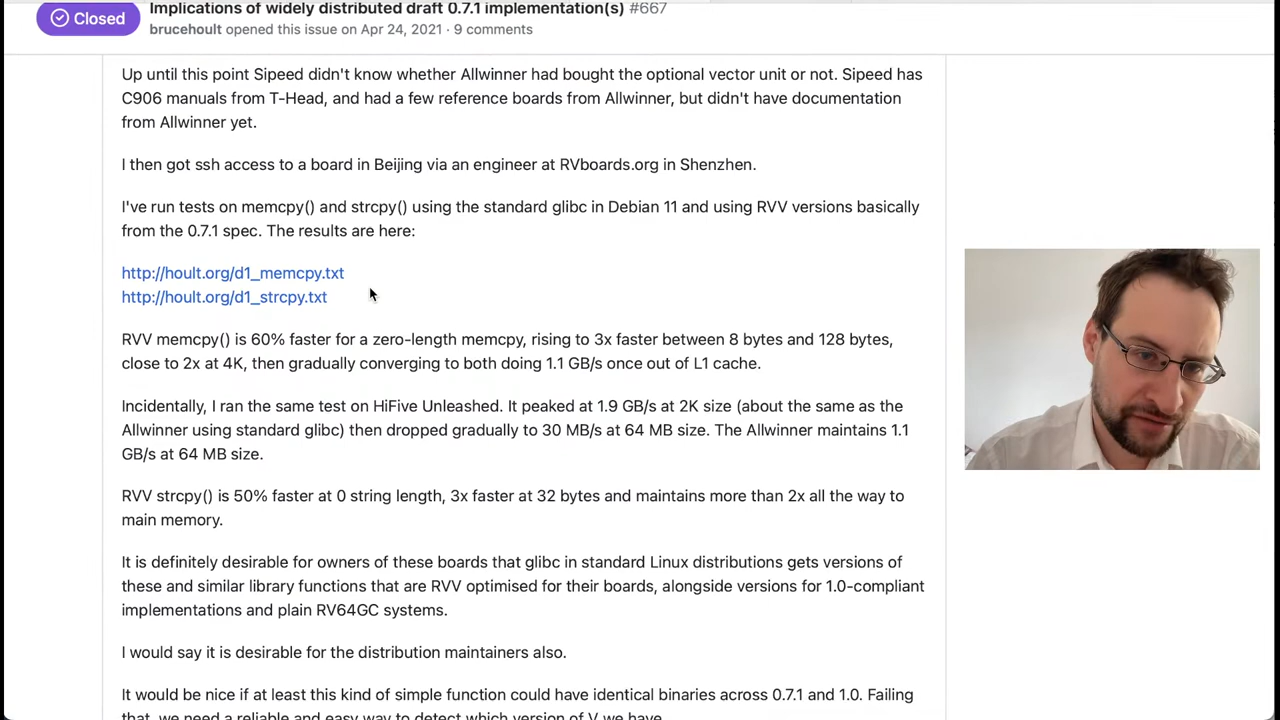 Closed
Implications of widely distributed draft 0.7.1 implementation(s) #667
brucehoult opened this issue on Apr 24, 2021 · 9 comments
Up until this point Sipeed didn't know whether Allwinner had bought the optional vector unit or not. Sipeed has
C906 manuals from T-Head, and had a few reference boards from Allwinner, but didn't have documentation
from Allwinner yet.
I then got ssh access to a board in Beijing via an engineer at RVboards.org in Shenzhen.
I've run tests on memcpy() and strcpy() using the standard glibc in Debian 11 and using RVV versions basically
from the 0.7.1 spec. The results are here:
http://hoult.org/d1_memcpy.txt
http://hoult.org/d1_strcpy.txt
RVV memcpy() is 60% faster for a zero-length memcpy, rising to 3x faster between 8 bytes and 128 bytes,
close to 2x at 4K, then gradually converging to both doing 1.1 GB/s once out of L1 cache.
Incidentally, I ran the same test on HiFive Unleashed. It peaked at 1.9 GB/s at 2K size (about the same as the
Allwinner using standard glibc) then dropped gradually to 30 MB/s at 64 MB size. The Allwinner maintains 1.1
GB/s at 64 MB size.
RVV strcpy() is 50% faster at 0 string length, 3x faster at 32 bytes and maintains more than 2x all the way to
main memory.
It is definitely desirable for owners of these boards that glibc in standard Linux distributions gets versions of
these and similar library functions that are RVV optimised for their boards, alongside versions for 1.0-compliant
implementations and plain RV64GC systems.
I would say it is desirable for the distribution maintainers also.
It would be nice if at least this kind of simple function could have identical binaries across 0.7.1 and 1.0. Failing
that, we need a reliable and easy way to detect which version of V we have.